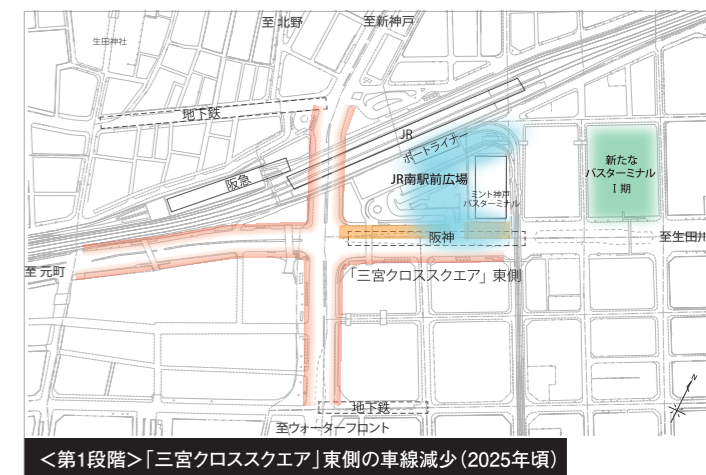 至北野
至新神戸
生田神社
地下鉄
JR
ポートライナー
阪急
JR南駅前広場
ミント神戸
バスターミナル
新たな
バスターミナル
Ⅰ期
阪神
至生田川
至元町
「三宮クロススクエア」東側
地下鉄
至ウォーターフロント
N
＜第1段階＞「三宮クロススクエア」東側の車線減少（2025年頃）